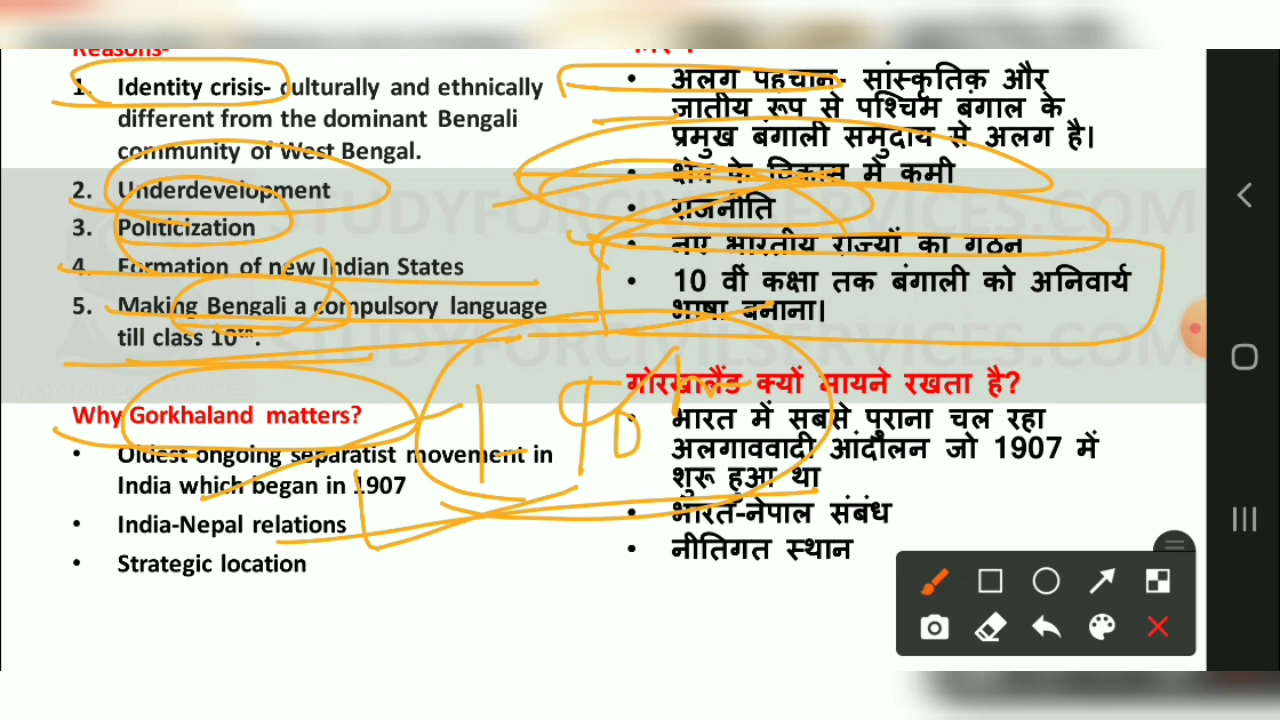 Reasons-
1. Identity crisis- culturally and ethnically
different from the dominant Bengali
community of West Bengal.
2. Underdevelopment
3. Politicization
4. Formation of new Indian States
5. Making Bengali a compulsory language
till class 10ᵗʰ.
Why Gorkhaland matters?
• Oldest ongoing separatist movement in
India which began in 1907
• India-Nepal relations
• Strategic location
• अलग पहचान- सांस्कृतिक़ और
जातीय रूप से पश्चिम बंगाल के
प्रमुख बंगाली समुदाय से अलग है।
• क्षेत्र के विकास में कमी
• राजनीति
• नए भारतीय राज्यों का गठन
• 10 वीं कक्षा तक बंगाली को अनिवार्य
भाषा बनाना।
गोरखालैंड क्यों मायने रखता है?
• भारत में सबसे पुराना चल रहा
अलगाववादी आंदोलन जो 1907 में
शुरू हुआ था
• भारत-नेपाल संबंध
• नीतिगत स्थान
STUDYFORCIVILSERVICES.COM
STUDYFORCIVILSERVICES.COM